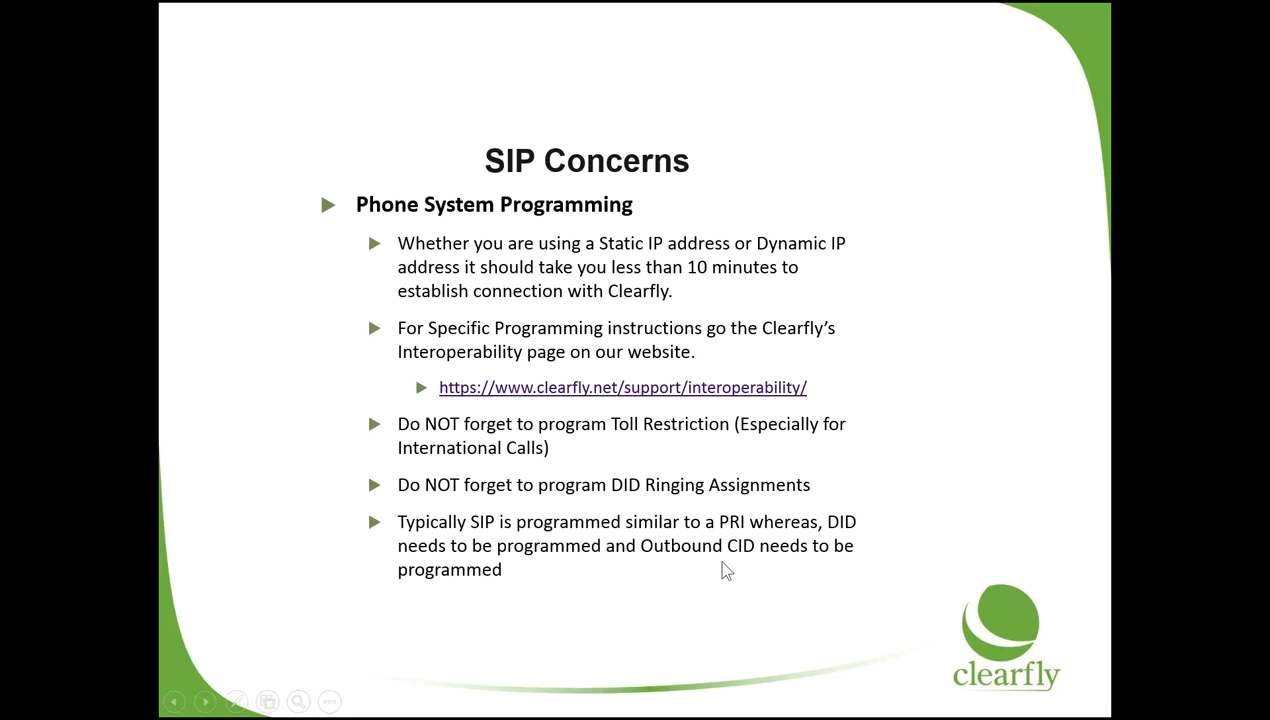 SIP Concerns
Phone System Programming
Whether you are using a Static IP address or Dynamic IP
address it should take you less than 10 minutes to
establish connection with Clearfly.
For Specific Programming instructions go the Clearfly’s
Interoperability page on our website.
https://www.clearfly.net/support/interoperability/
Do NOT forget to program Toll Restriction (Especially for
International Calls)
Do NOT forget to program DID Ringing Assignments
Typically SIP is programmed similar to a PRI whereas, DID
needs to be programmed and Outbound CID needs to be
programmed
clearfly